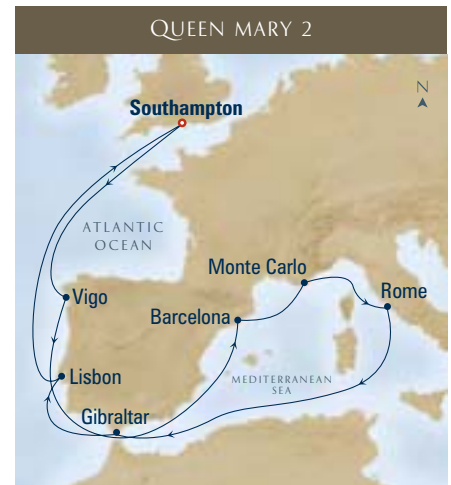 QUEEN MARY 2
N
Southampton
ATLANTIC
OCEAN
Monte Carlo
Rome
Vigo
Barcelona
Lisbon
MEDITERRANEAN
SEA
Gibraltar